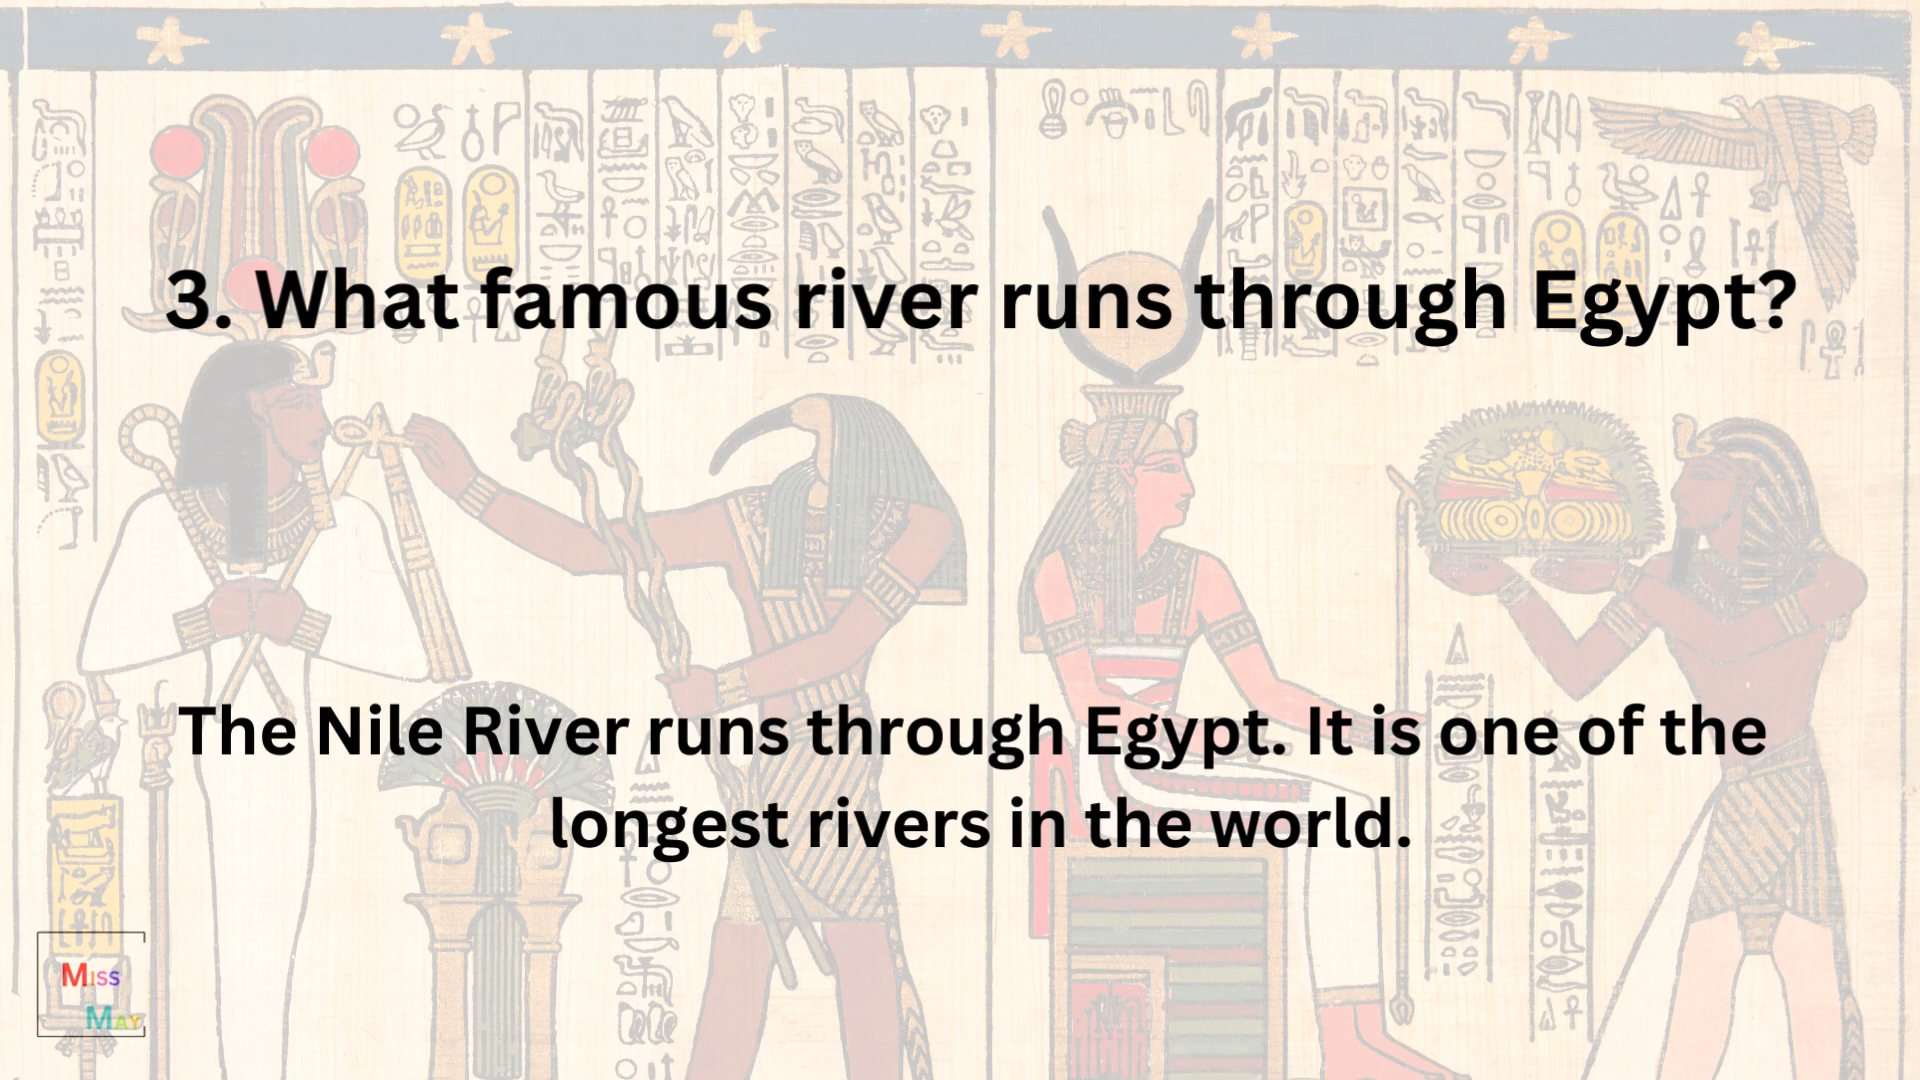 3. What famous river runs through Egypt?
The Nile River runs through Egypt. It is one of the
longest rivers in the world.
Miss
May